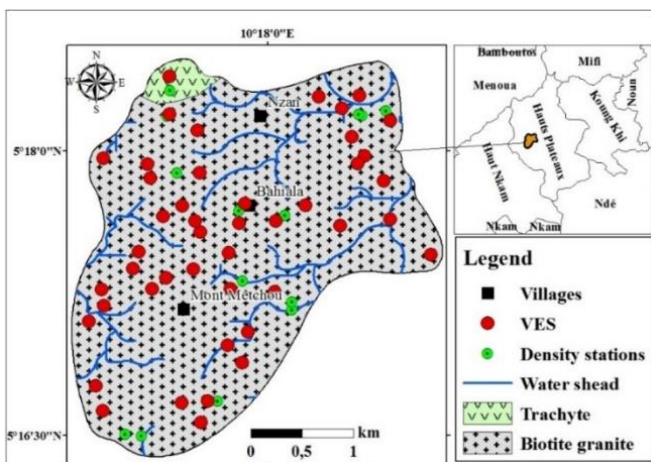 10°18'0"E
N
W E
S
Nzañ
5°18'0"N
Bahiala
Mont Métchou
5°16'30"N
km
0 0,5 1
Bamboutos
Mifi
Menoua
Noun
Koung Khi
Hauts Plateaux
Haut Nkam
Ndé
Nkam
Nkam
Legend
Villages
VES
Density stations
Water shead
Trachyte
Biotite granite